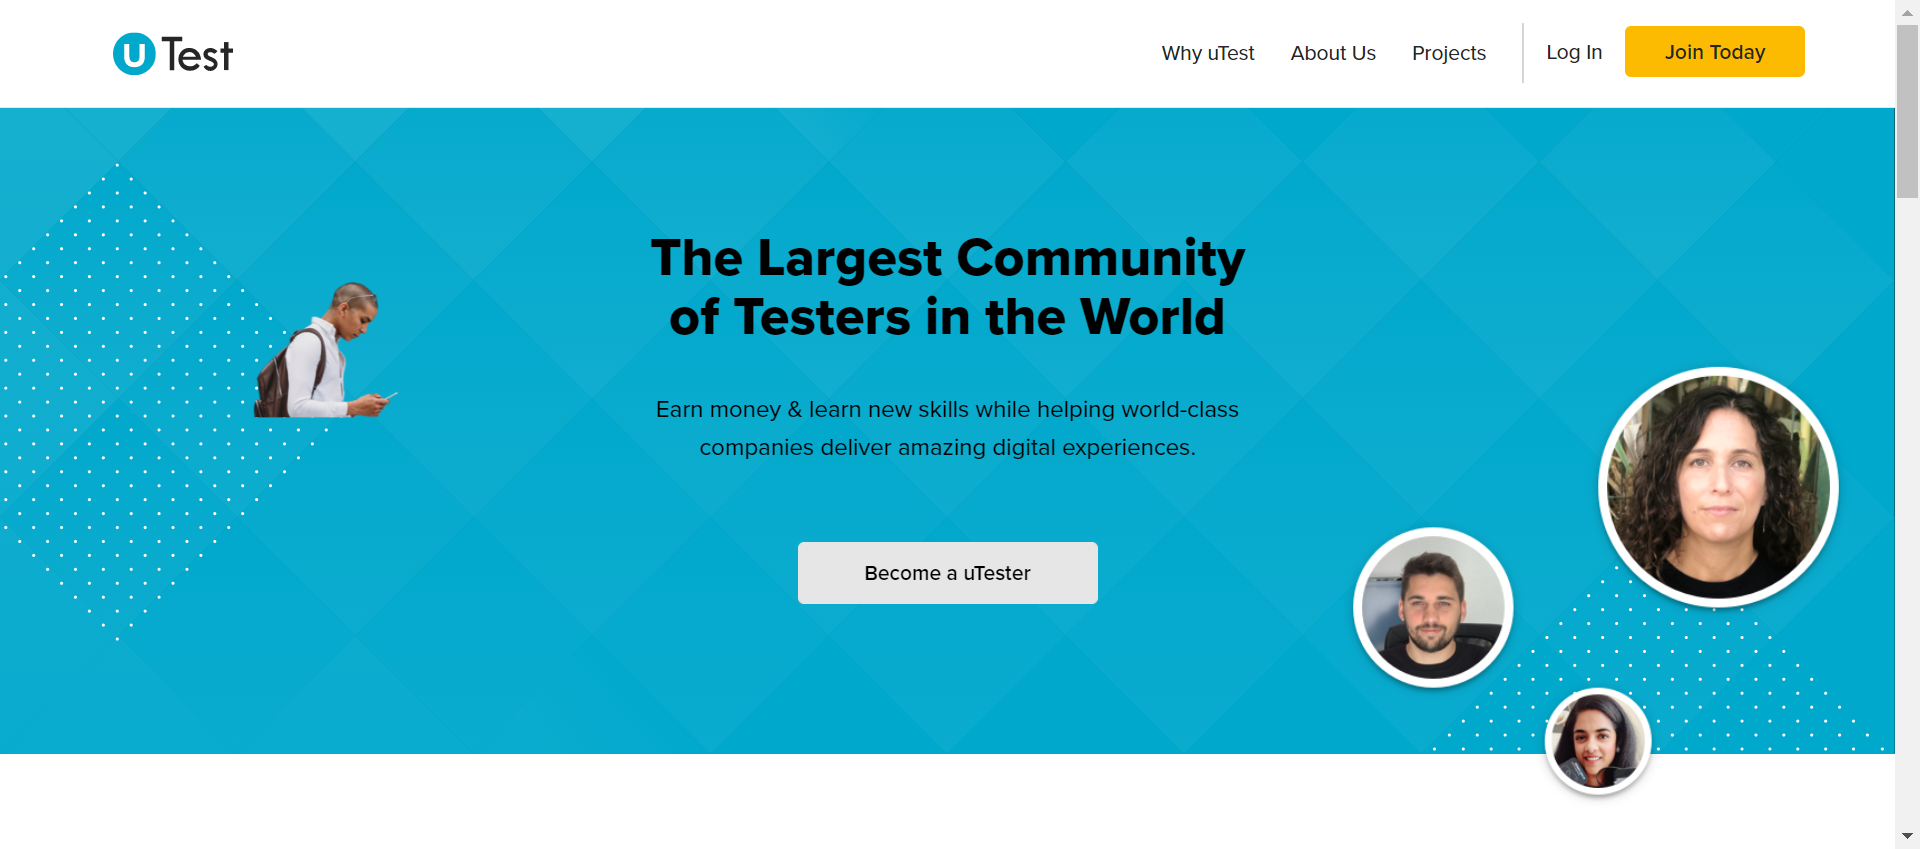 u Test
Why uTest
About Us
Projects
Log In
Join Today
The Largest Community
of Testers in the World
Earn money & learn new skills while helping world-class
companies deliver amazing digital experiences.
Become a uTester